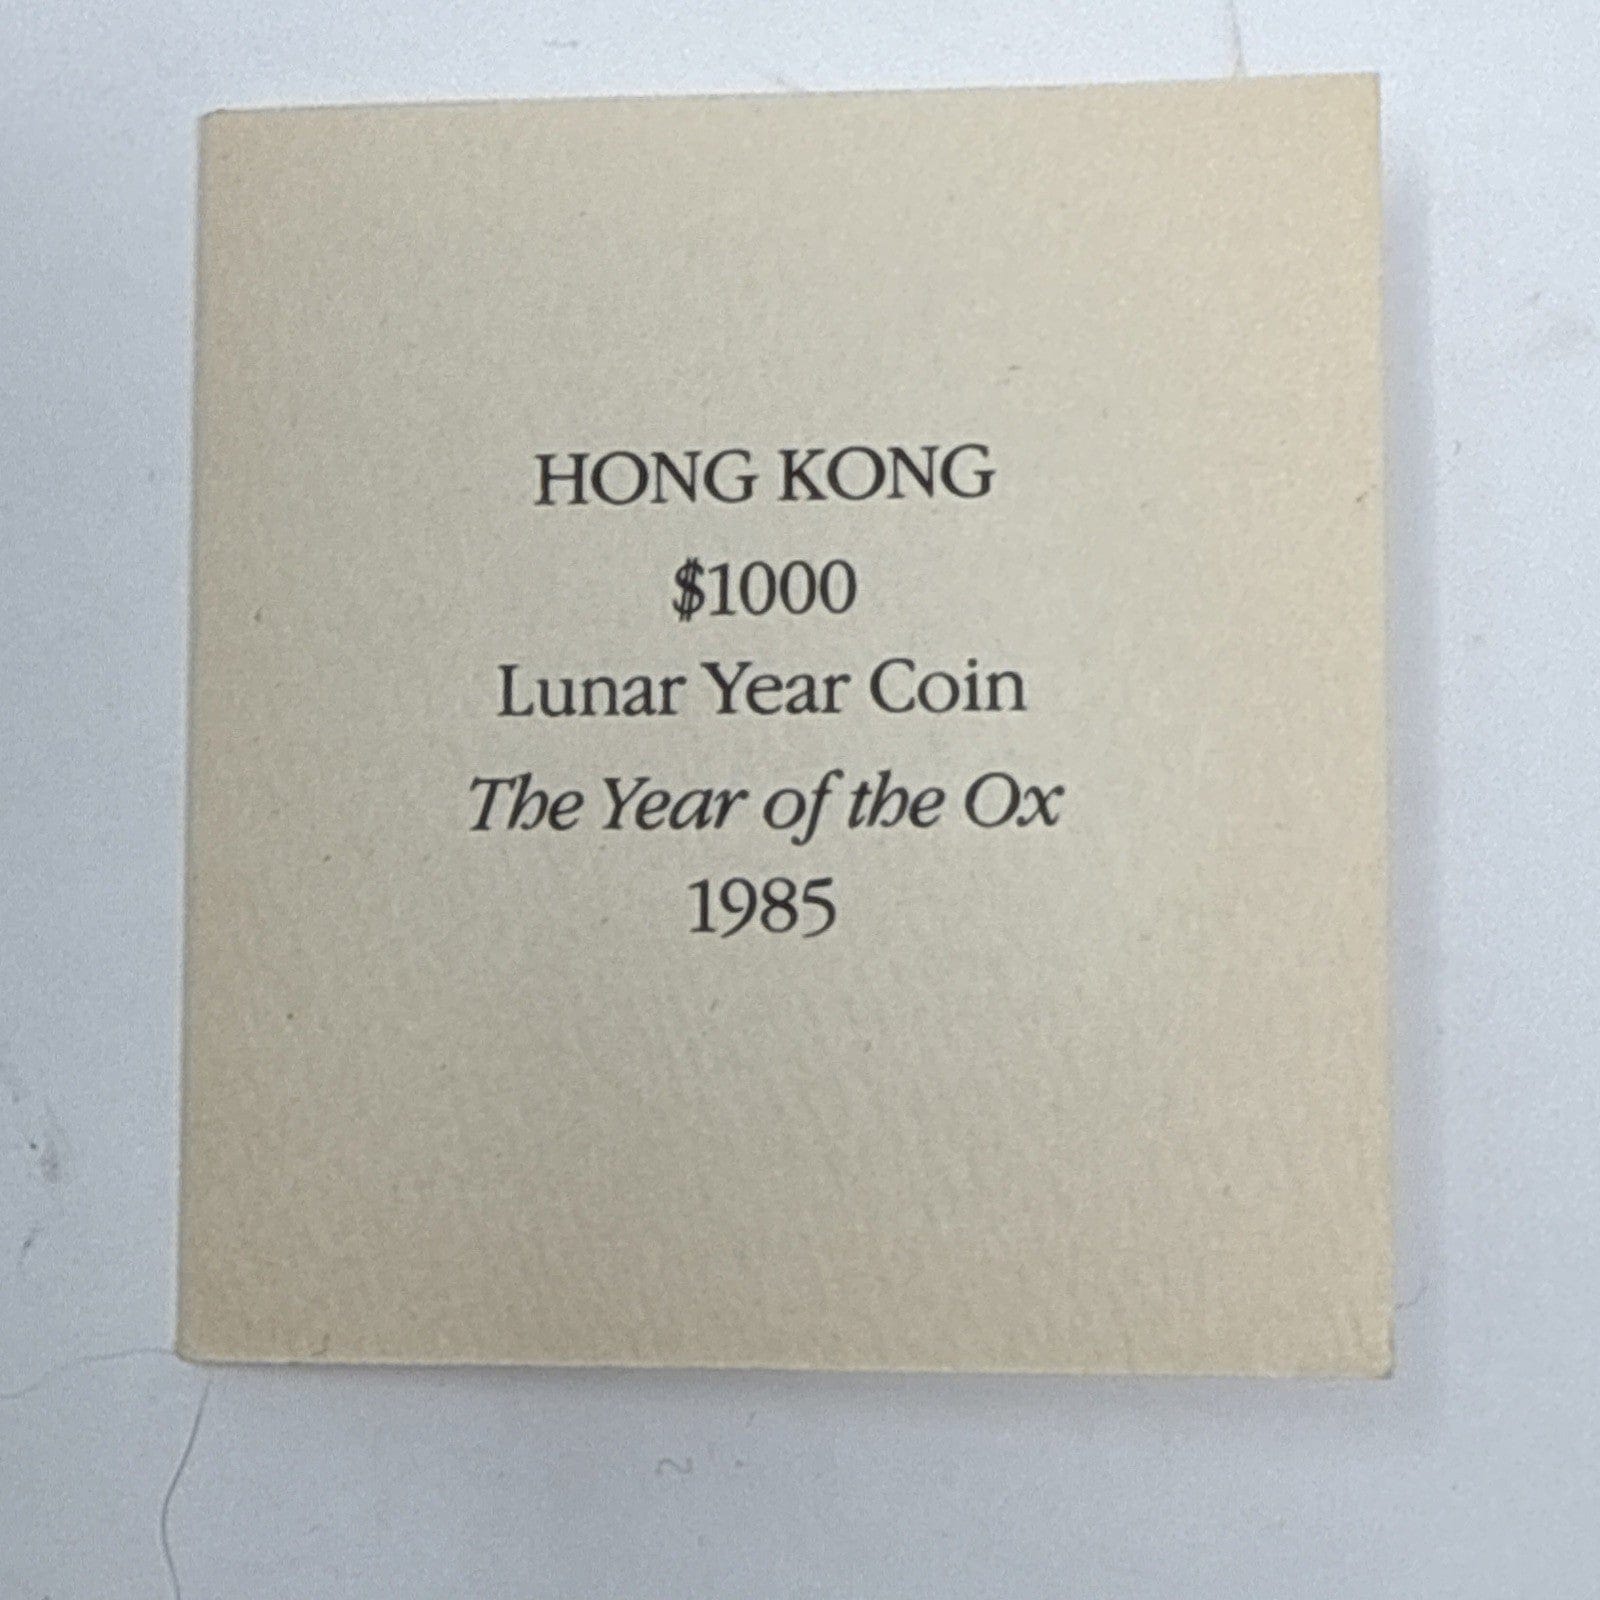 HONG KONG
$1000
Lunar Year Coin
The Year of the Ox
1985